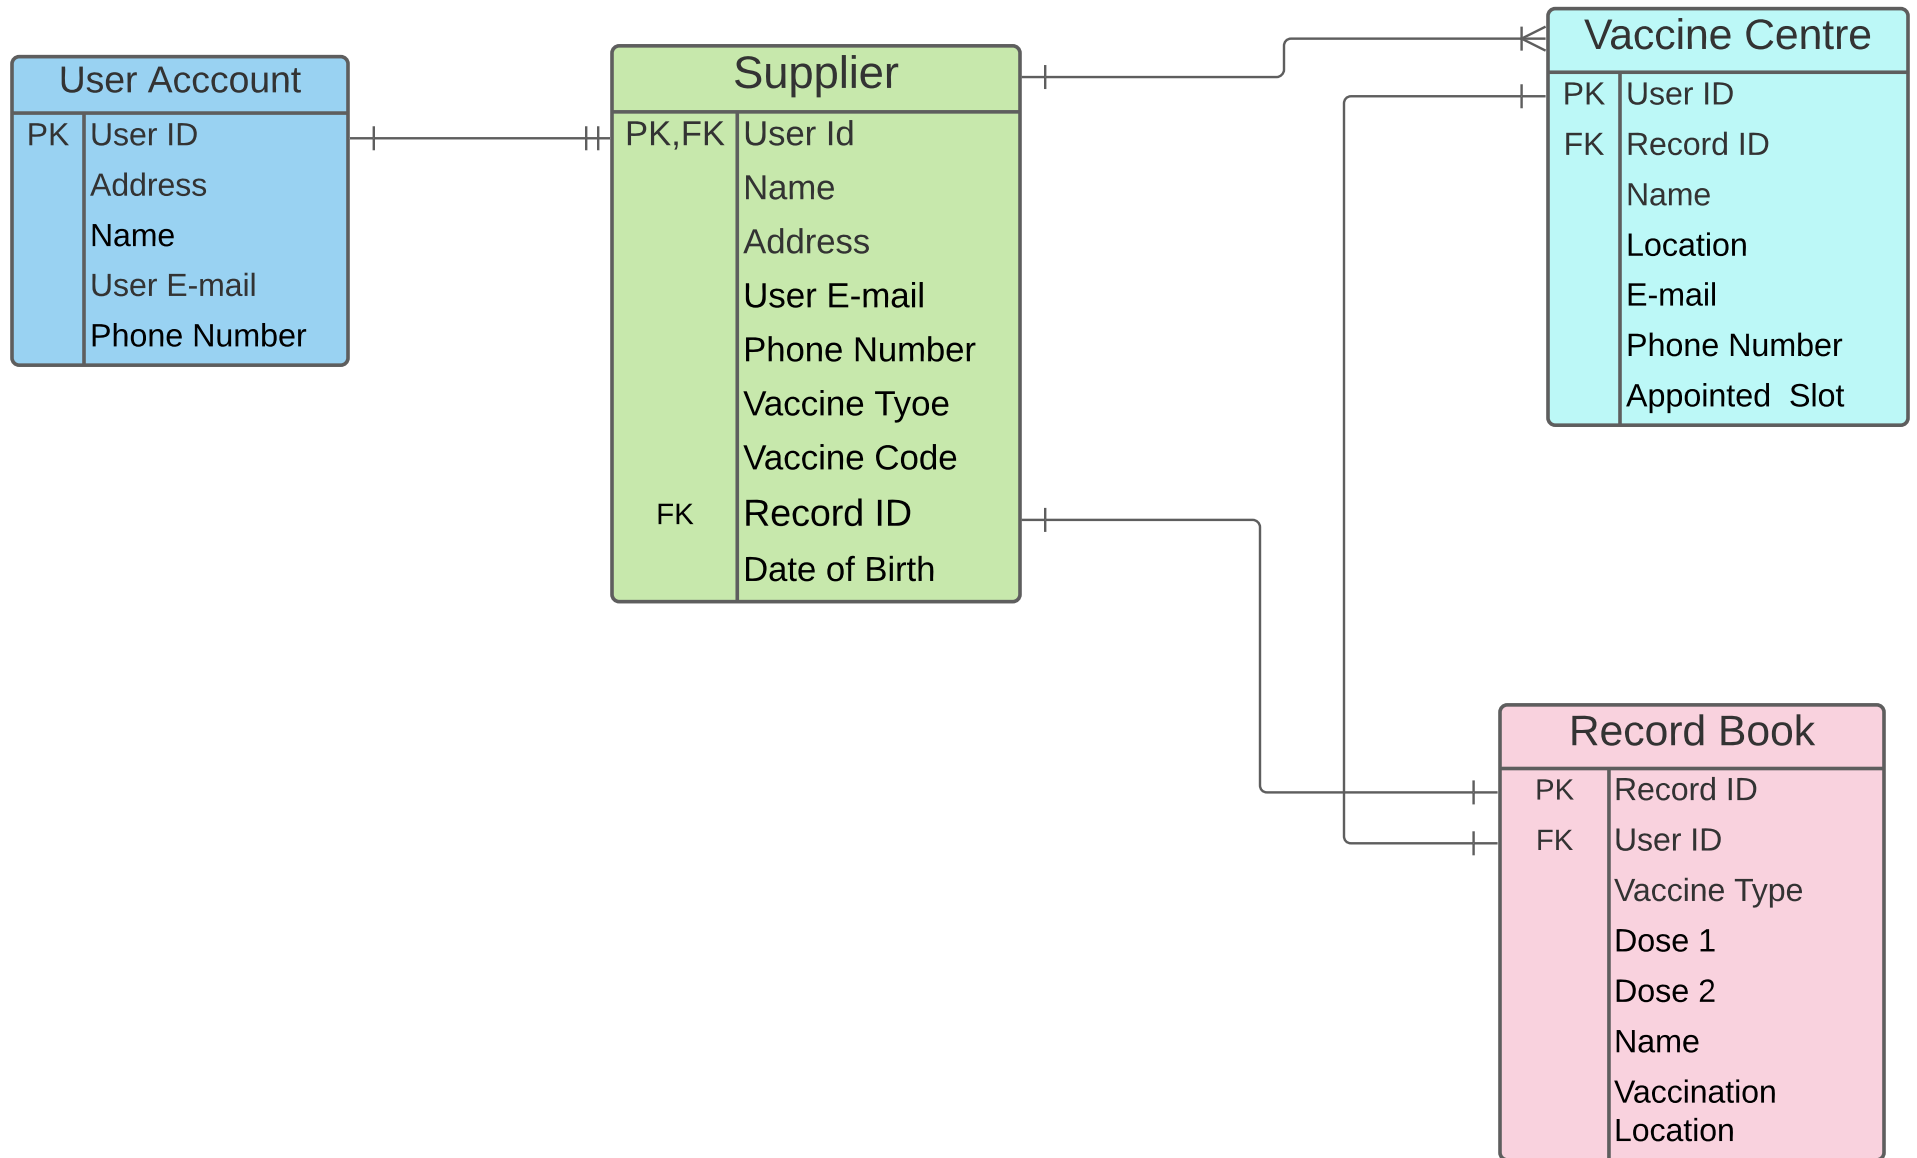 User Acccount
PK User ID
Address
Name
User E-mail
Phone Number
Supplier
PK,FK User Id
Name
Address
User E-mail
Phone Number
Vaccine Tyoe
Vaccine Code
FK Record ID
Date of Birth
Vaccine Centre
PK User ID
FK Record ID
Name
Location
E-mail
Phone Number
Appointed  Slot
Record Book
PK Record ID
FK User ID
Vaccine Type
Dose 1
Dose 2
Name
Vaccination
Location